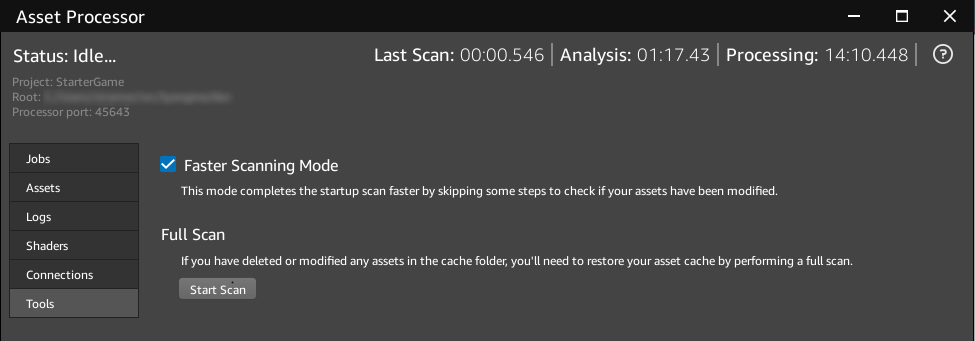 Asset Processor
Status: Idle...
Last Scan: 00:00.546 | Analysis: 01:17.43 | Processing: 14:10.448 | ?
Project: StarterGame
Root:
Processor port: 45643
Jobs
Assets
Logs
Shaders
Connections
Tools
Faster Scanning Mode
This mode completes the startup scan faster by skipping some steps to check if your assets have been modified.
Full Scan
If you have deleted or modified any assets in the cache folder, you'll need to restore your asset cache by performing a full scan.
Start Scan